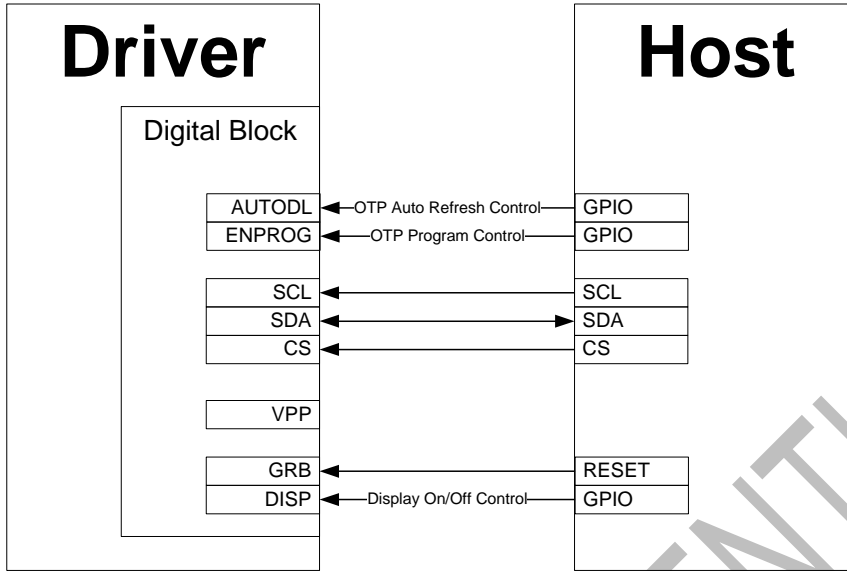 Driver
Host
Digital Block
AUTODL OTP Auto Refresh Control GPIO
ENPROG OTP Program Control GPIO
SCL SCL
SDA SDA
CS CS
VPP
GRB RESET
DISP Display On/Off Control GPIO
ENTI